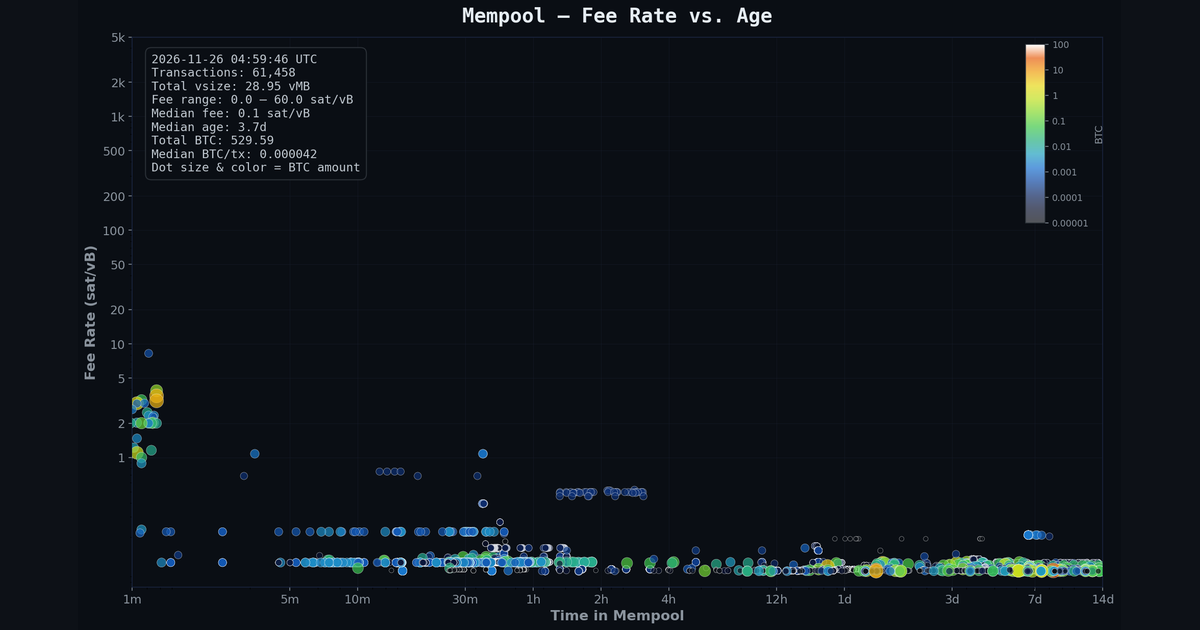 Mempool — Fee Rate vs. Age
2026-11-26 04:59:46 UTC
Transactions: 61,458
Total vsize: 28.95 vMB
Fee range: 0.0 – 60.0 sat/vB
Median fee: 0.1 sat/vB
Median age: 3.7d
Total BTC: 529.59
Median BTC/tx: 0.000042
Dot size & color = BTC amount
Fee Rate (sat/vB)
5k
2k
1k
500
200
100
50
20
10
5
2
1
100
10
1
0.1
0.01
0.001
0.0001
0.00001
BTC
1m
5m
10m
30m
1h
2h
4h
12h
1d
3d
7d
14d
Time in Mempool